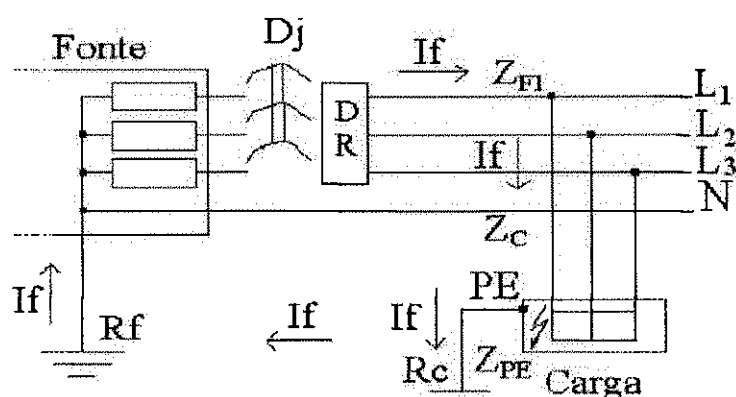 Fonte
Dj
If
Z_F1
L1
D
R
L2
If
L3
N
Z_C
If
Rf
If
If
PE
Rc
Z_PE
Carga